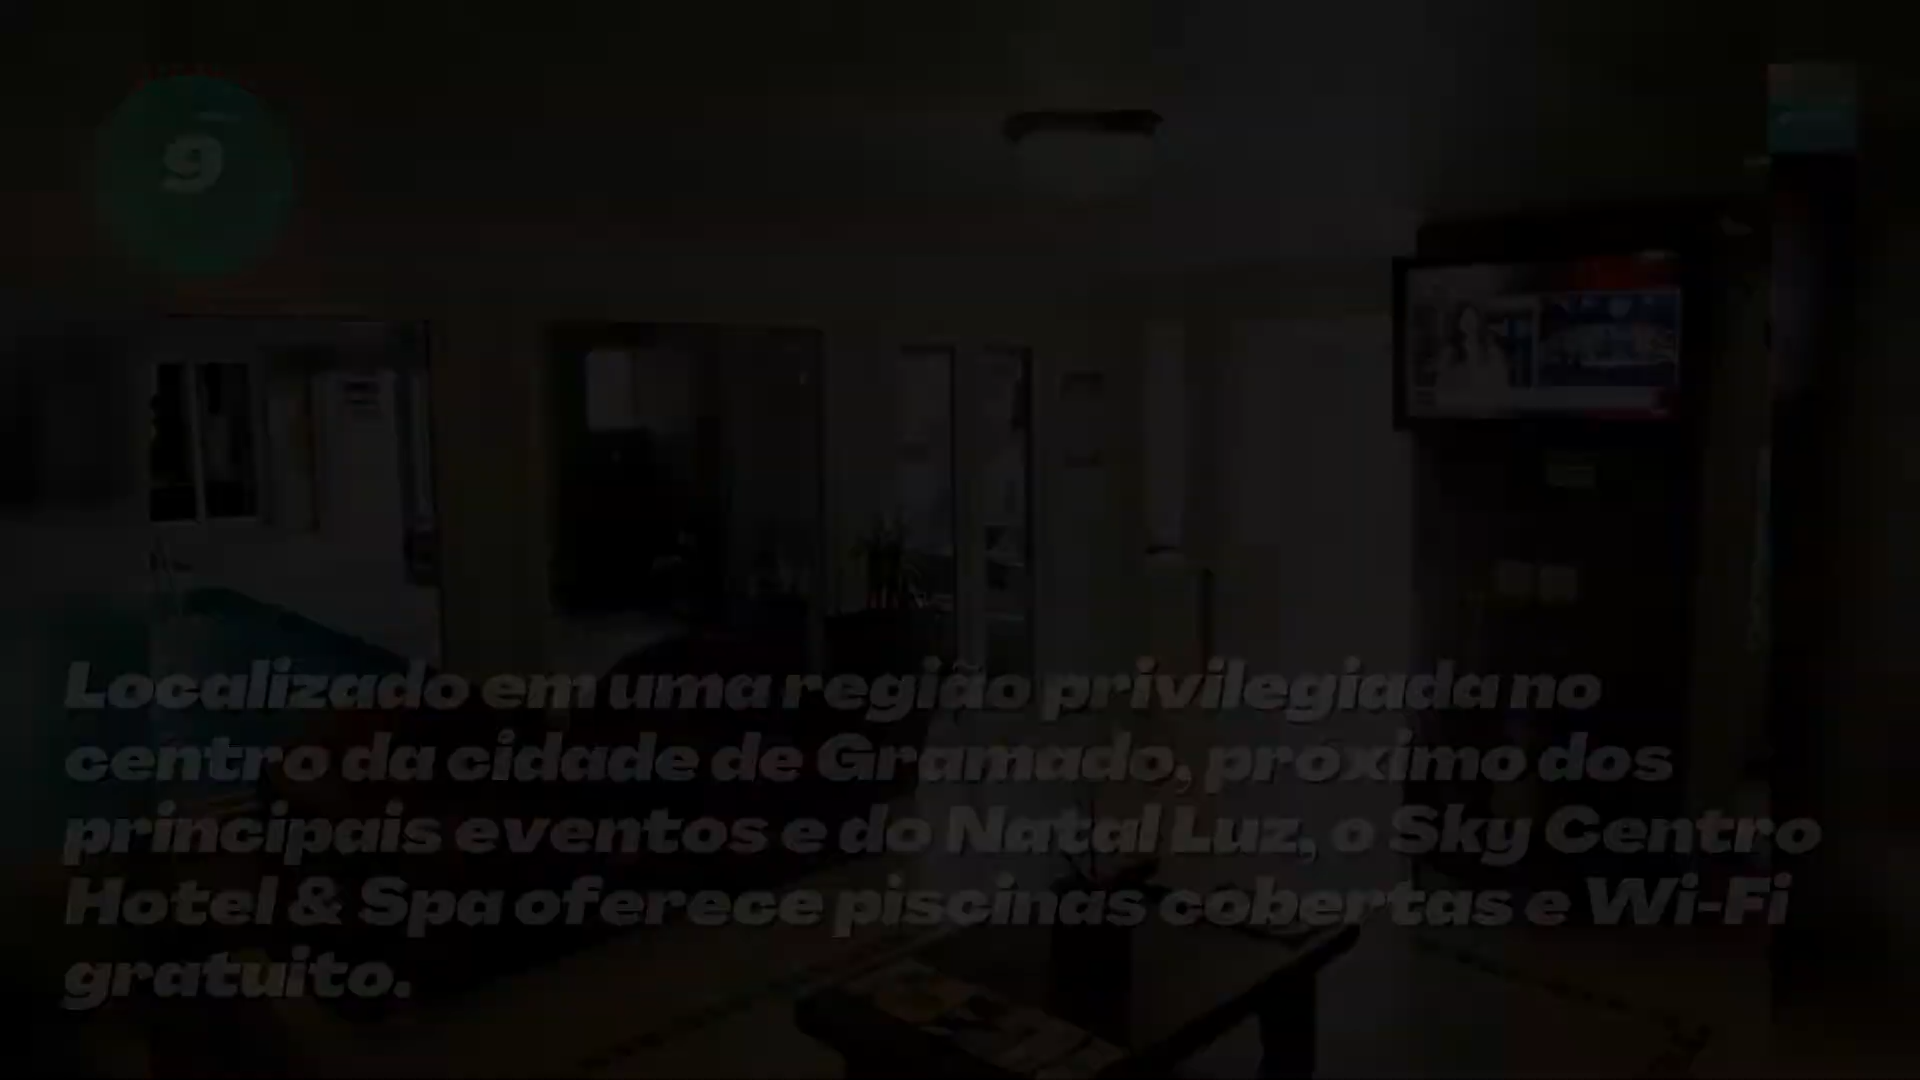 9
Localizado em uma região privilegiada no
centro da cidade de Gramado, próximo dos
principais eventos e do Natal Luz, o Sky Centro
Hotel & Spa oferece piscinas cobertas e Wi-Fi
gratuito.